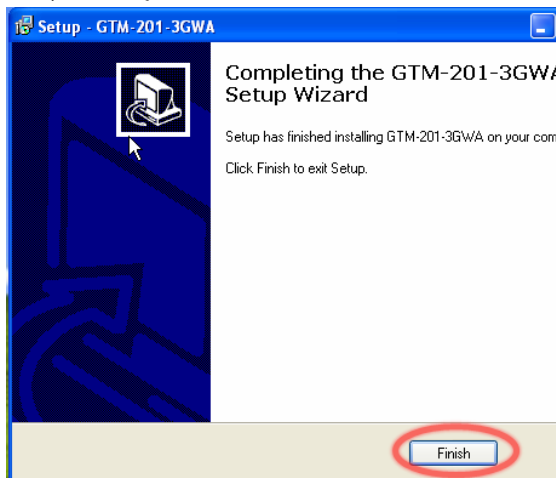 Setup - GTM-201-3GWA
Completing the GTM-201-3GWA
Setup Wizard
Setup has finished installing GTM-201-3GWA on your com
Click Finish to exit Setup.
Finish